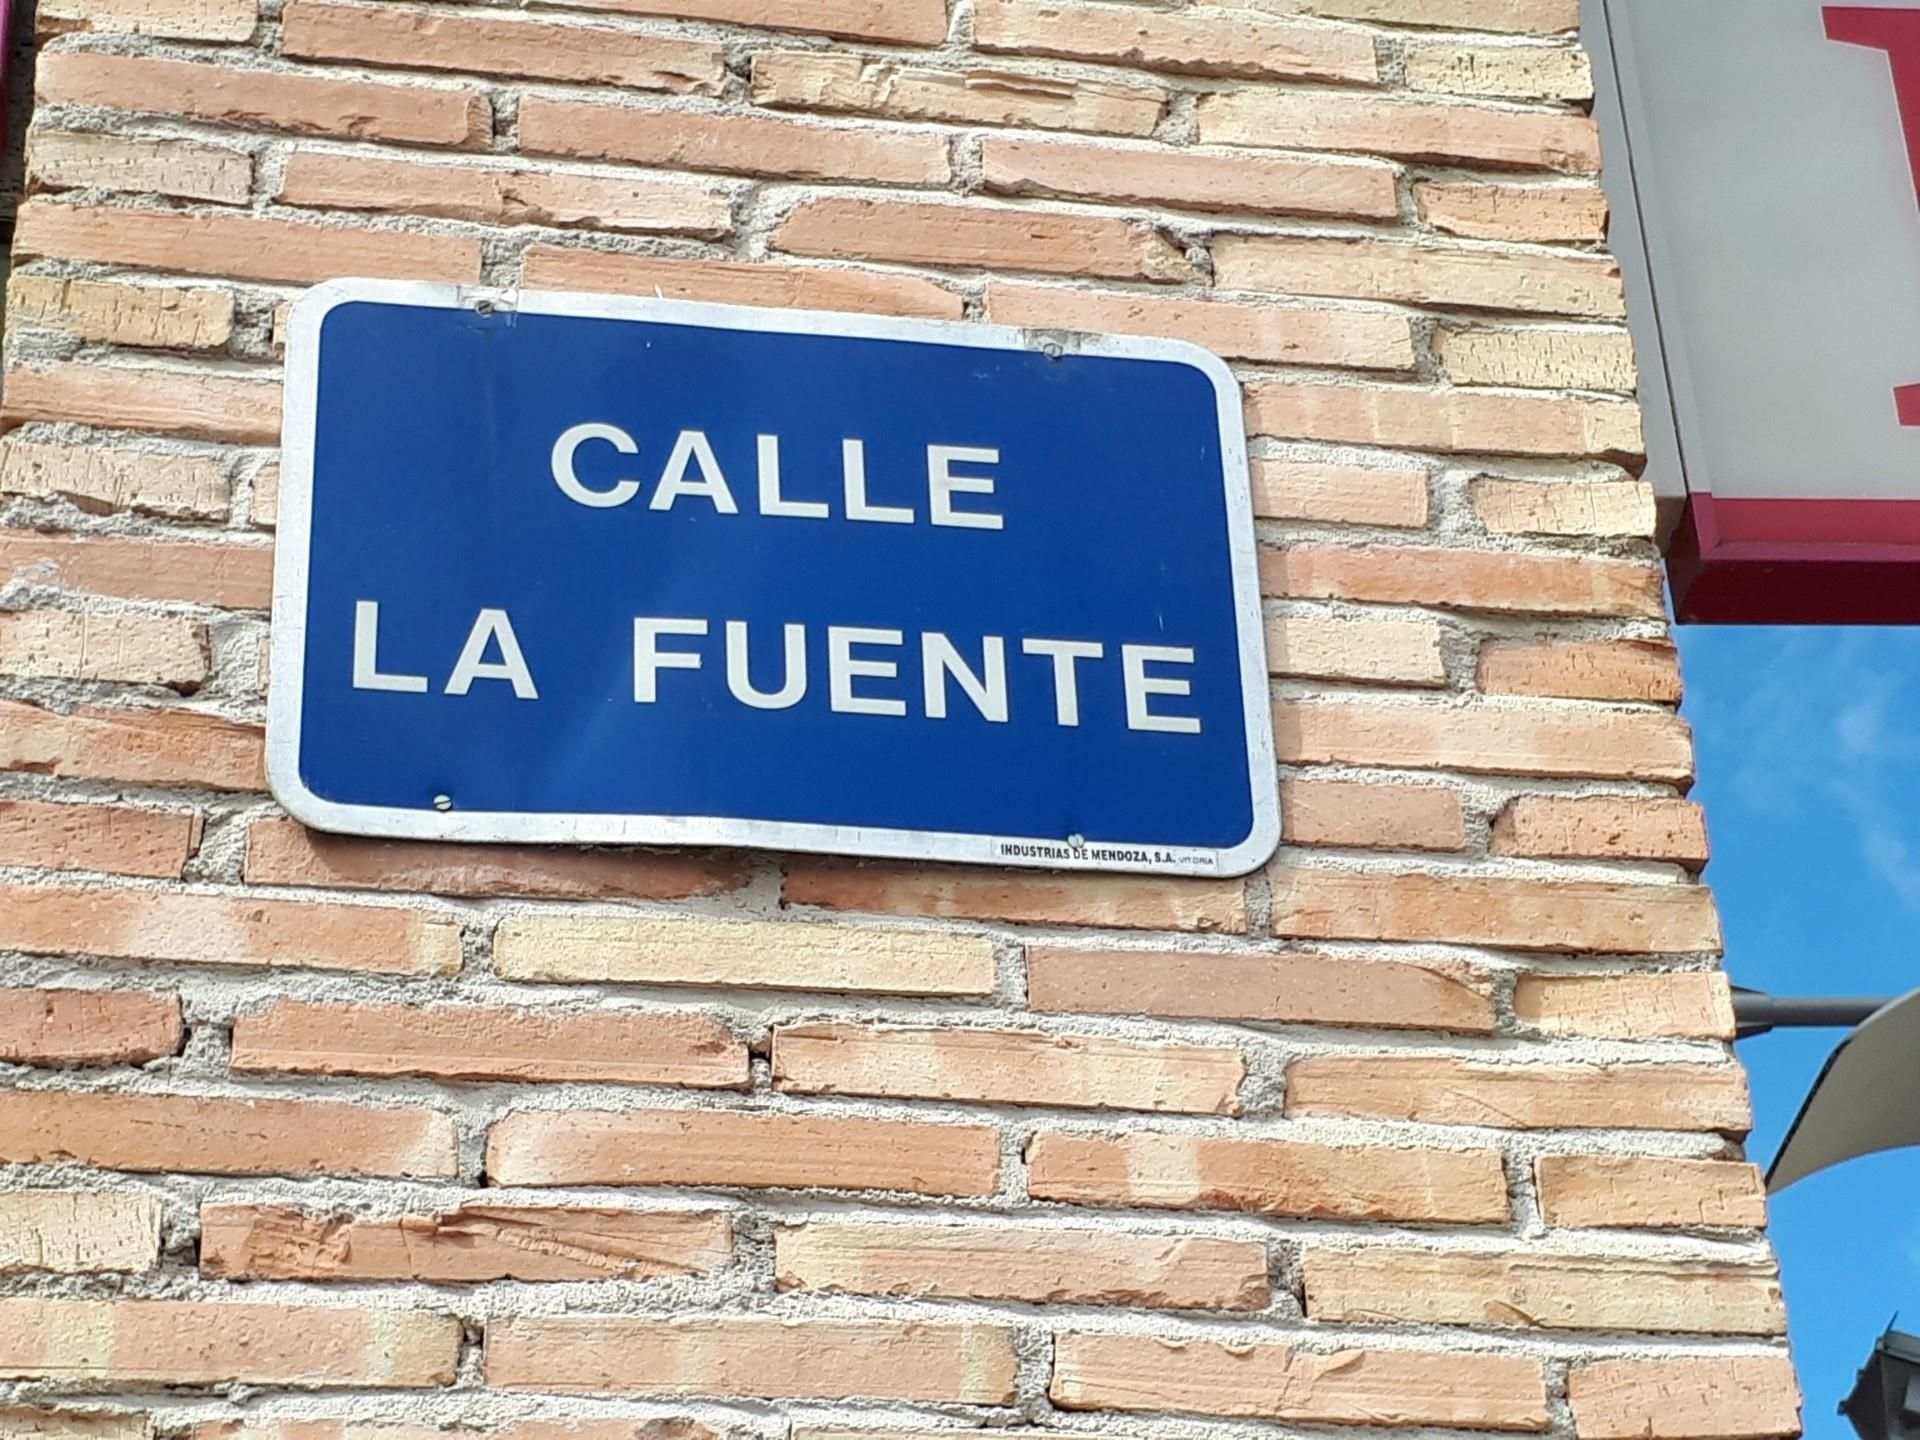 CALLE
LA FUENTE
INDUSTRIAS DE MENDOZA, S.A. VITORIA